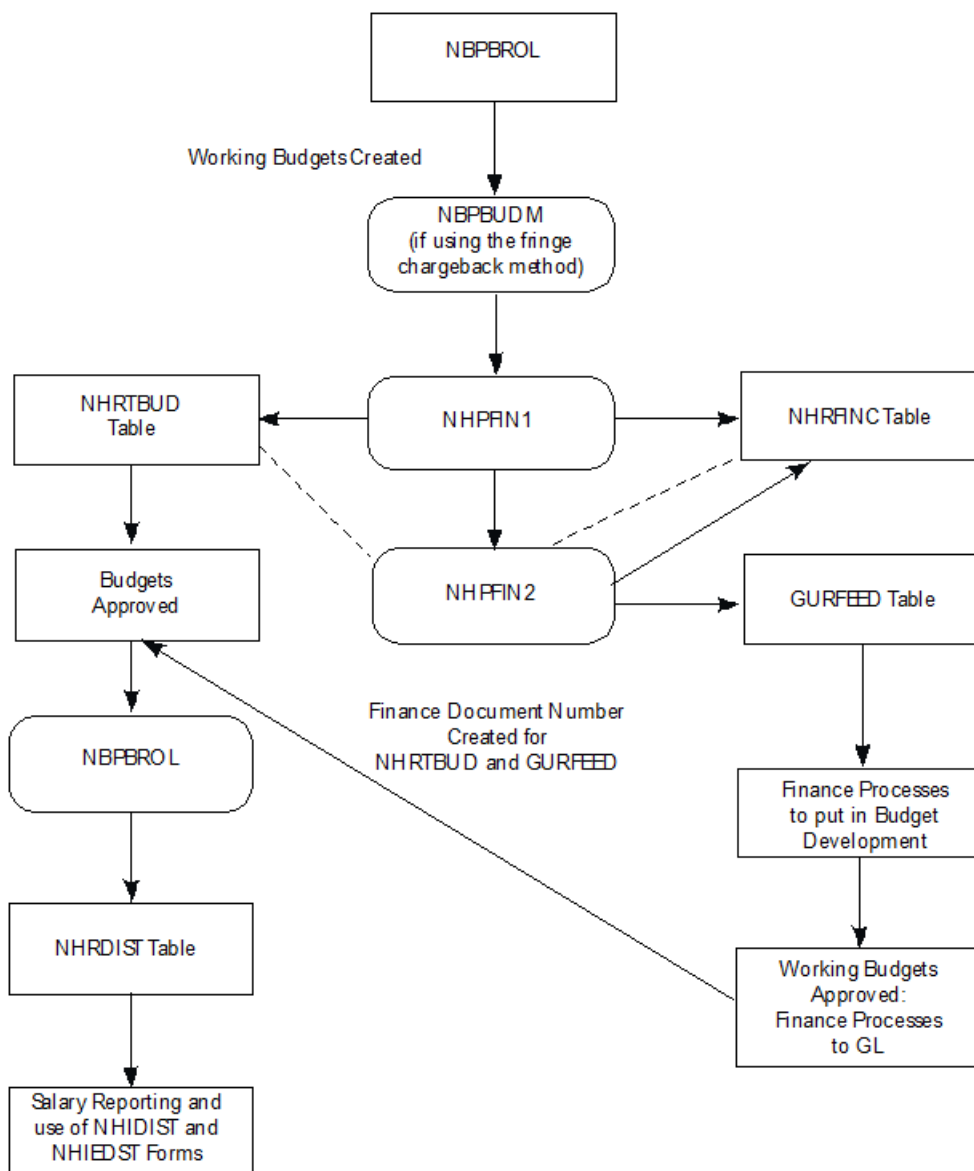 NBPBROL
Working Budgets Created
NBPBUDM
(if using the fringe
chargeback method)
NHRTBUD
Table
NHPFIN1
NHRFINC Table
Budgets
Approved
NHPFIN2
GURFEED Table
Finance Document Number
Created for
NHRTBUD and GURFEED
NBPBROL
Finance Processes
to put in Budget
Development
NHRDIST Table
Working Budgets
Approved:
Finance Processes
to GL
Salary Reporting and
use of NHIDIST and
NHIEDST Forms